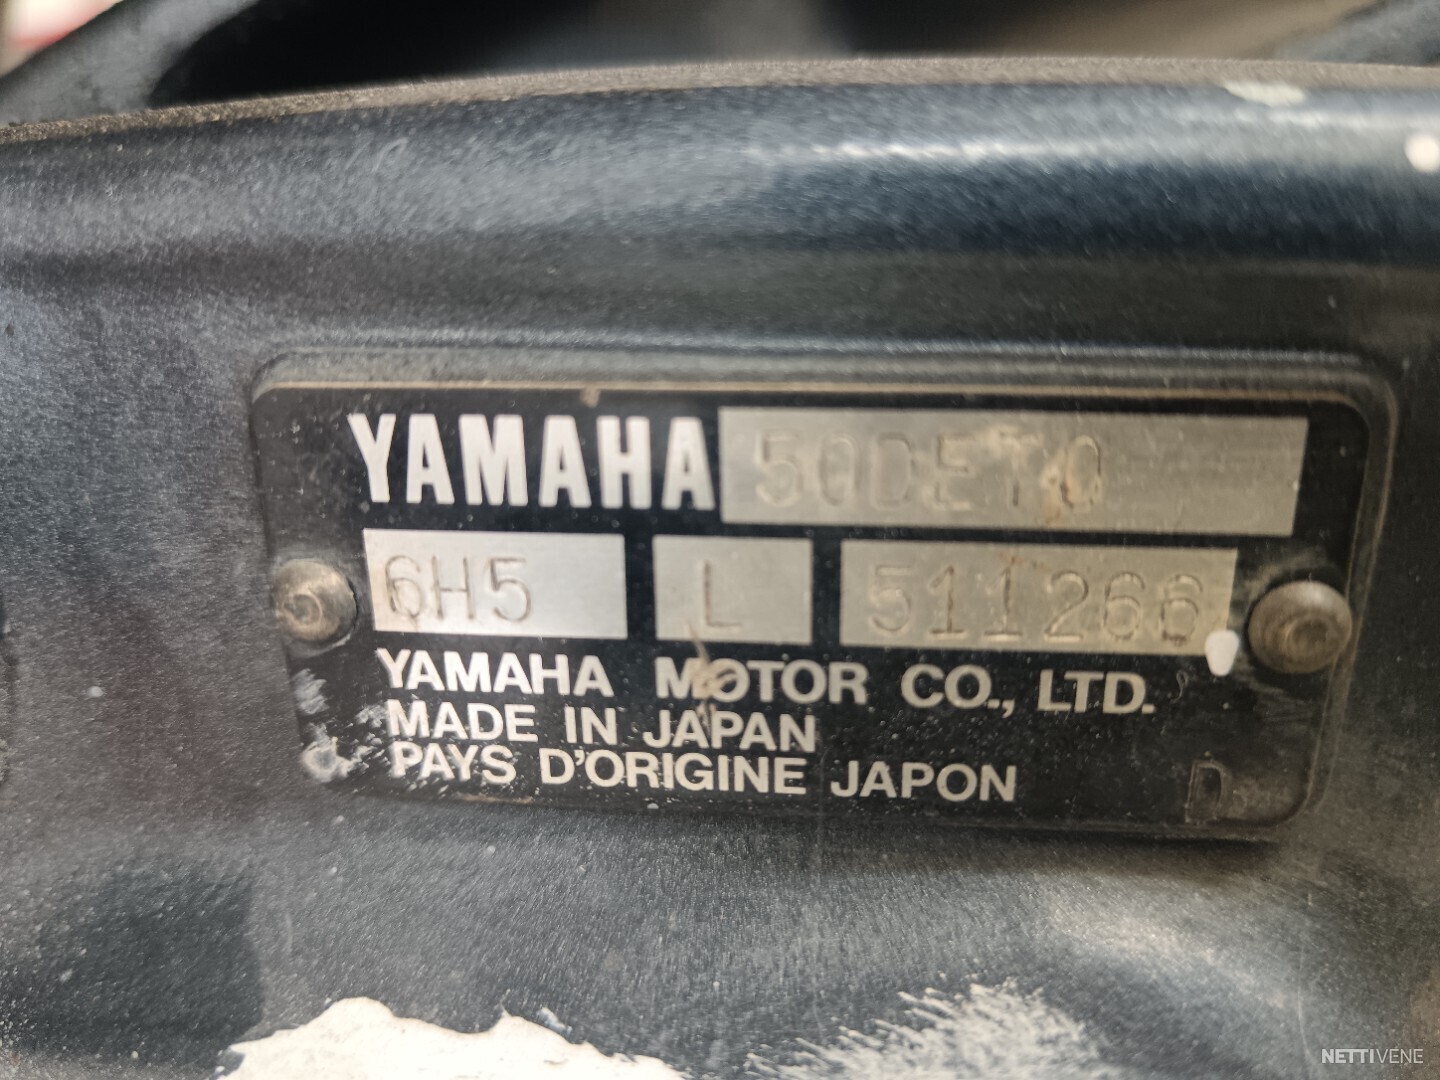 YAMAHA 50DETO
6H5 L 511266
YAMAHA MOTOR CO., LTD.
MADE IN JAPAN
PAYS D'ORIGINE JAPON
D
NETTIVENE